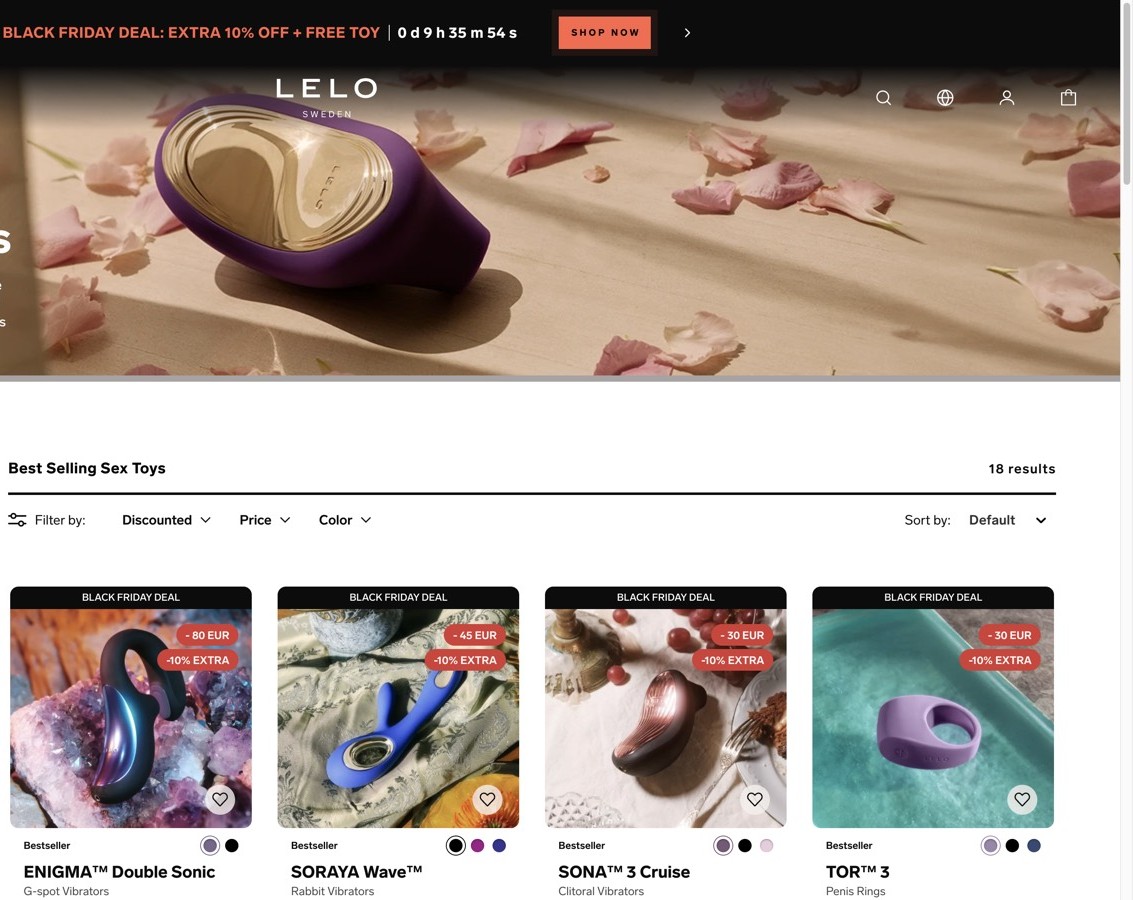 BLACK FRIDAY DEAL: EXTRA 10% OFF + FREE TOY | 0 d 9 h 35 m 54 s
SHOP NOW
LELO
SWEDEN
s
e
s
Best Selling Sex Toys
18 results
Filter by:
Discounted
Price
Color
Sort by:
Default
BLACK FRIDAY DEAL
- 80 EUR
-10% EXTRA
Bestseller
ENIGMA™ Double Sonic
G-spot Vibrators
BLACK FRIDAY DEAL
- 45 EUR
-10% EXTRA
Bestseller
SORAYA Wave™
Rabbit Vibrators
BLACK FRIDAY DEAL
- 30 EUR
-10% EXTRA
Bestseller
SONA™ 3 Cruise
Clitoral Vibrators
BLACK FRIDAY DEAL
- 30 EUR
-10% EXTRA
Bestseller
TOR™ 3
Penis Rings